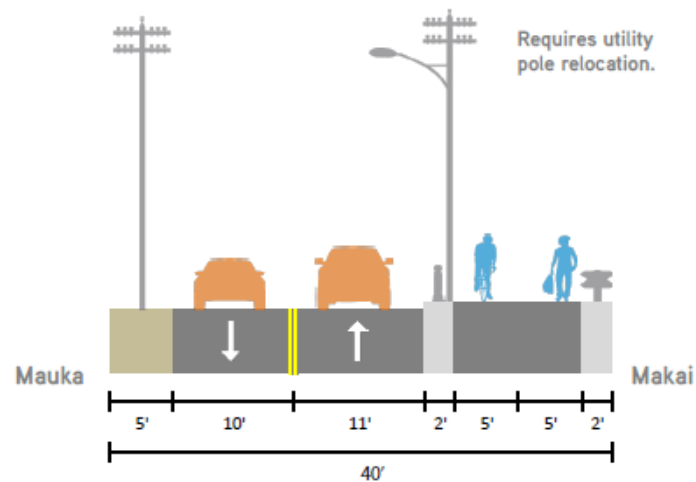 Requires utility
pole relocation.
Mauka
Makai
5' 10' 11' 2' 5' 5' 2'
40'